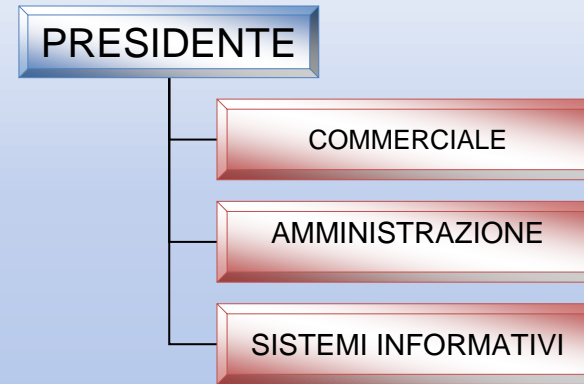 PRESIDENTE
COMMERCIALE
AMMINISTRAZIONE
SISTEMI INFORMATIVI